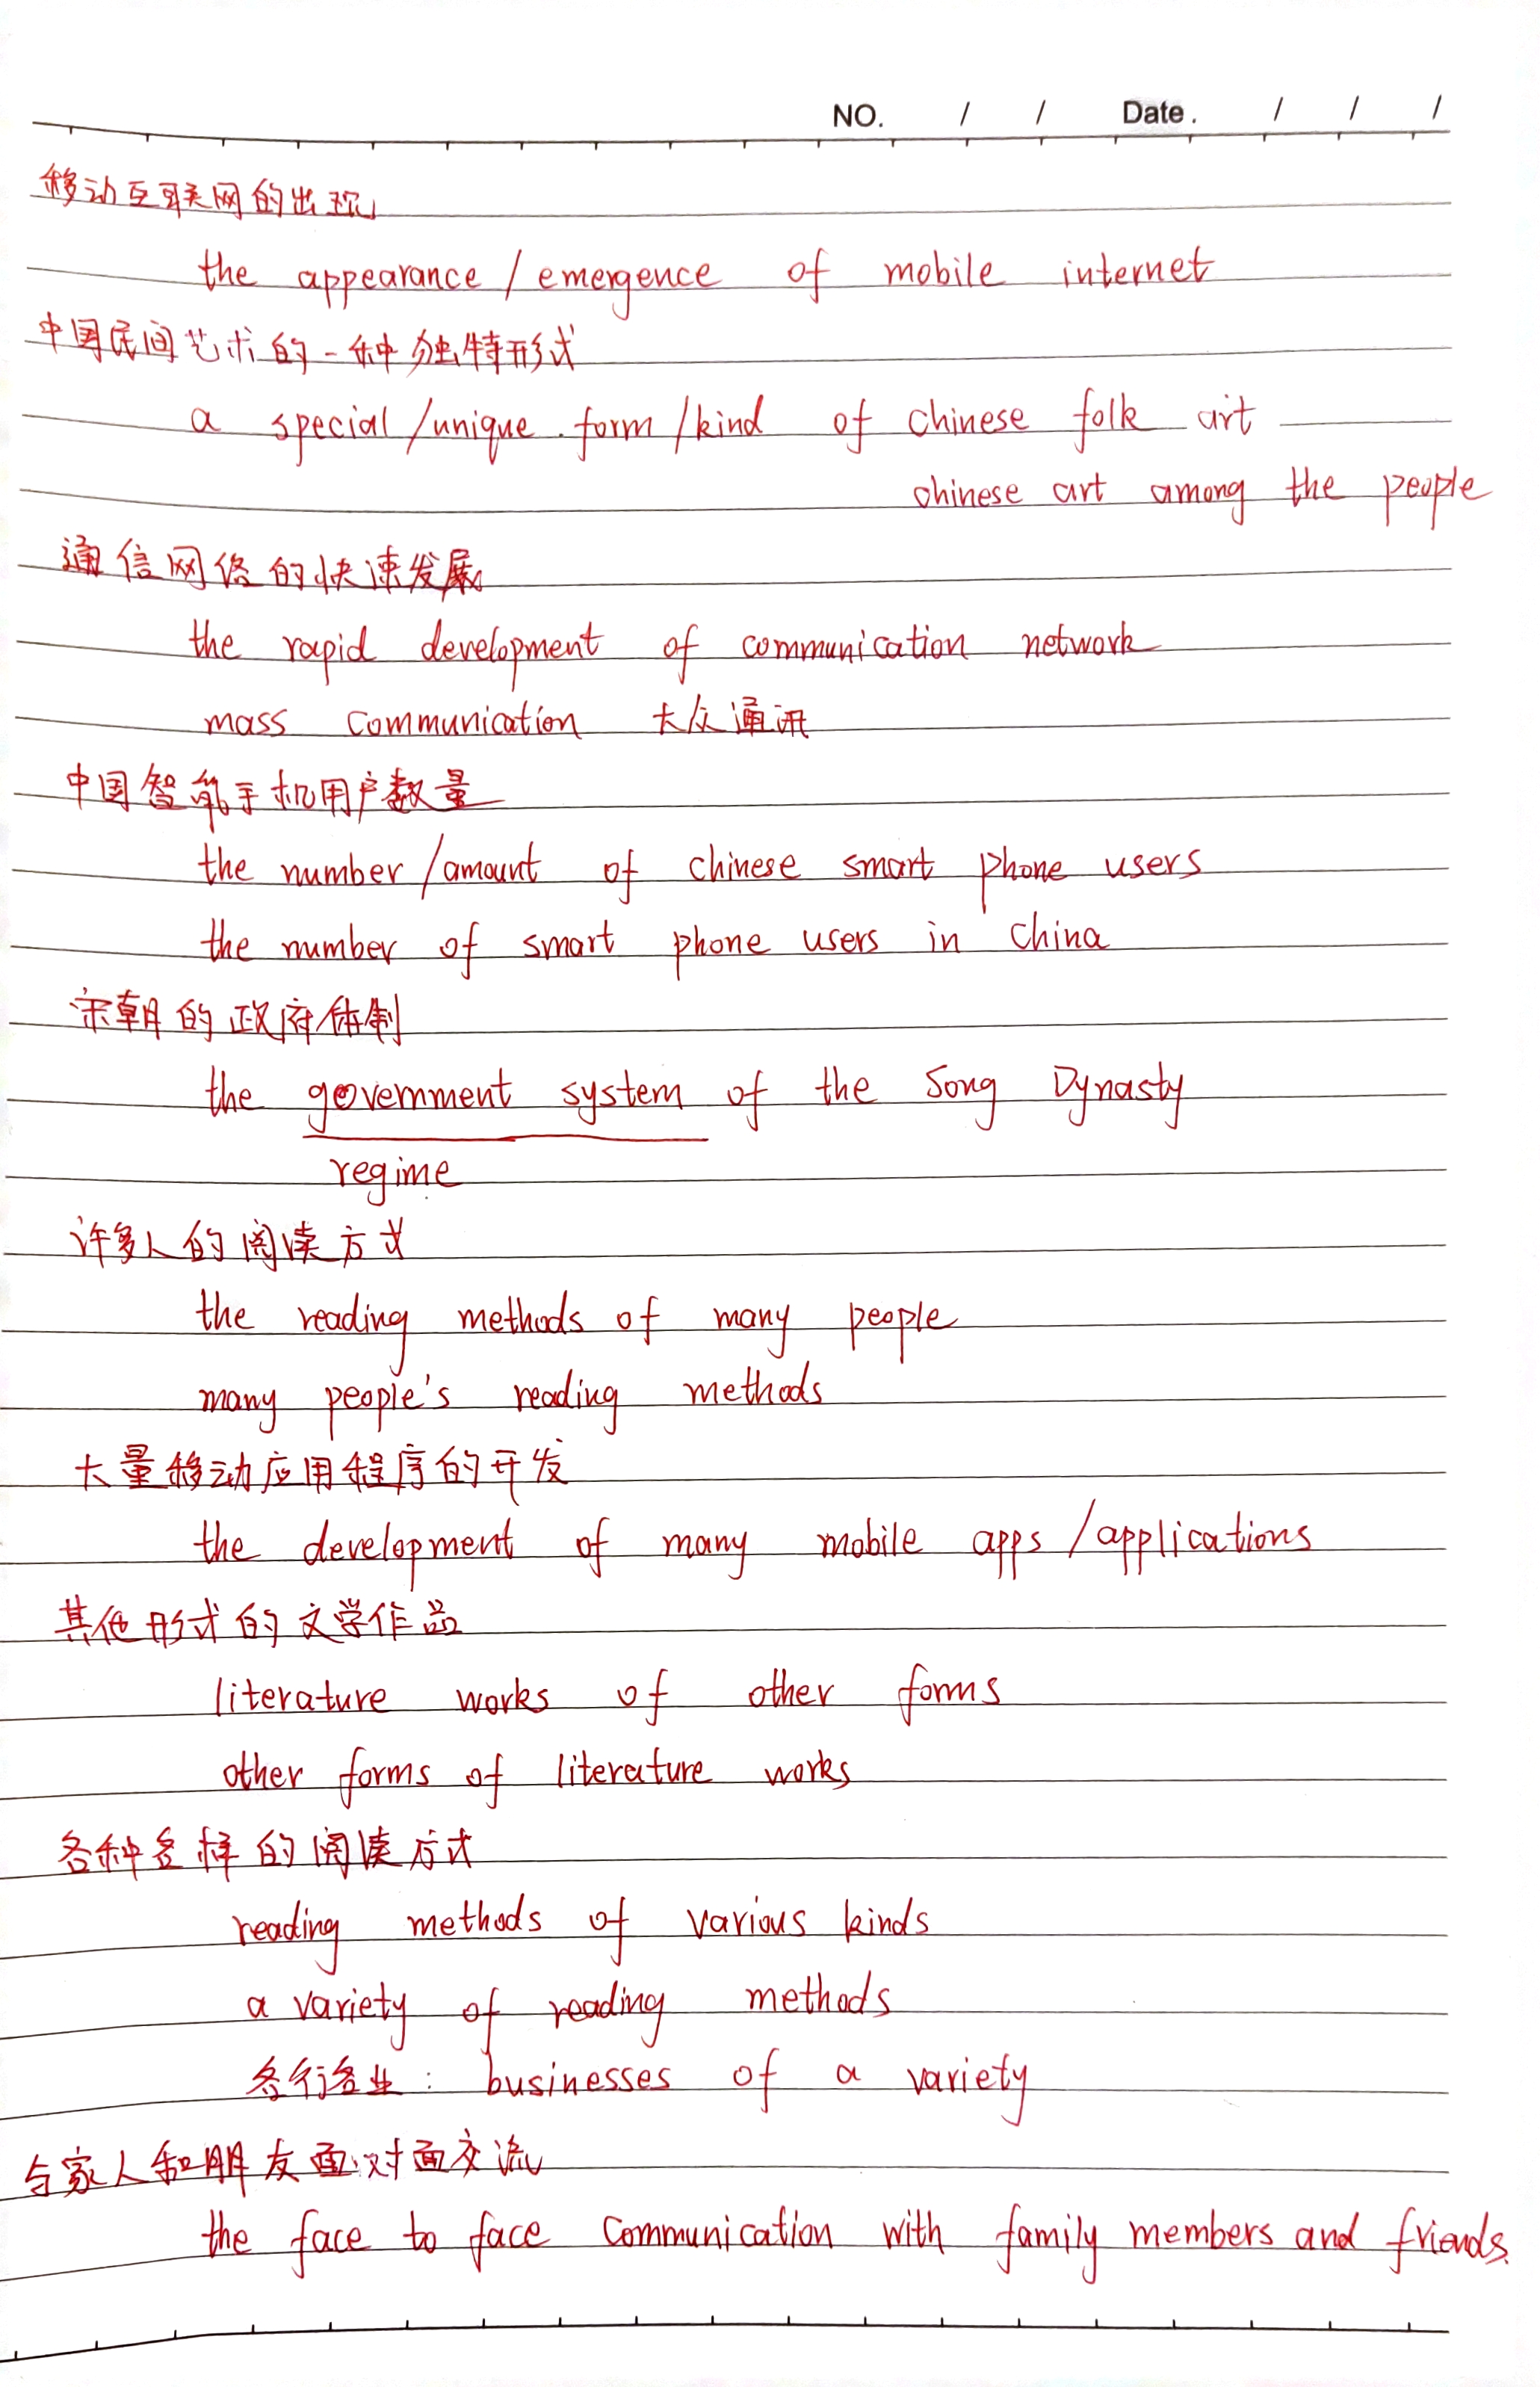 NO. / / Date. / / /
移动互联网的出现
the appearance / emergence of mobile internet
中国民间艺术的一种独特形式
a special /unique form /kind of chinese folk art
chinese art among the people
通信网络的快速发展
the rapid development of communication network
mass communication 大众通讯
中国智能手机用户数量
the number /amount of chinese smart phone users
the number of smart phone users in china
宋朝的政府体制
the government system of the Song Dynasty
regime
许多人的阅读方式
the reading methods of many people
many people's reading methods
大量移动应用程序的开发
the development of many mobile apps /applications
其他形式的文学作品
literature works of other forms
other forms of literature works
各种各样的阅读方式
reading methods of various kinds
a variety of reading methods
各行各业: businesses of a variety
与家人和朋友面对面交流
the face to face communication with family members and friends.